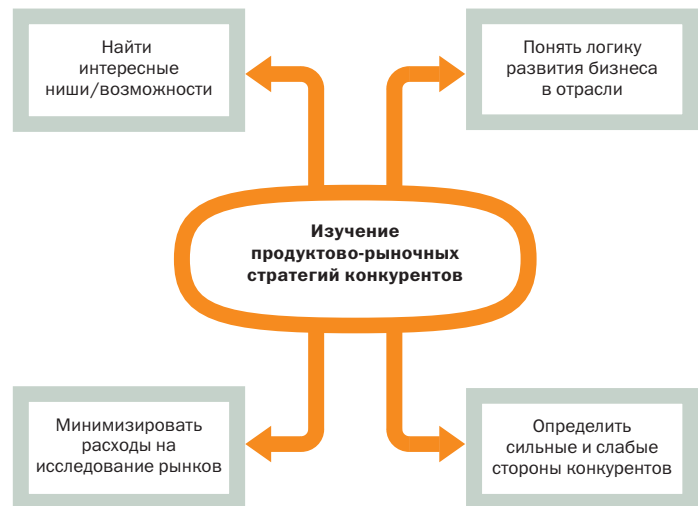 Найти
интересные
ниши/возможности
Понять логику
развития бизнеса
в отрасли
Изучение
продуктово-рыночных
стратегий конкурентов
Минимизировать
расходы на
исследование рынков
Определить
сильные и слабые
стороны конкурентов